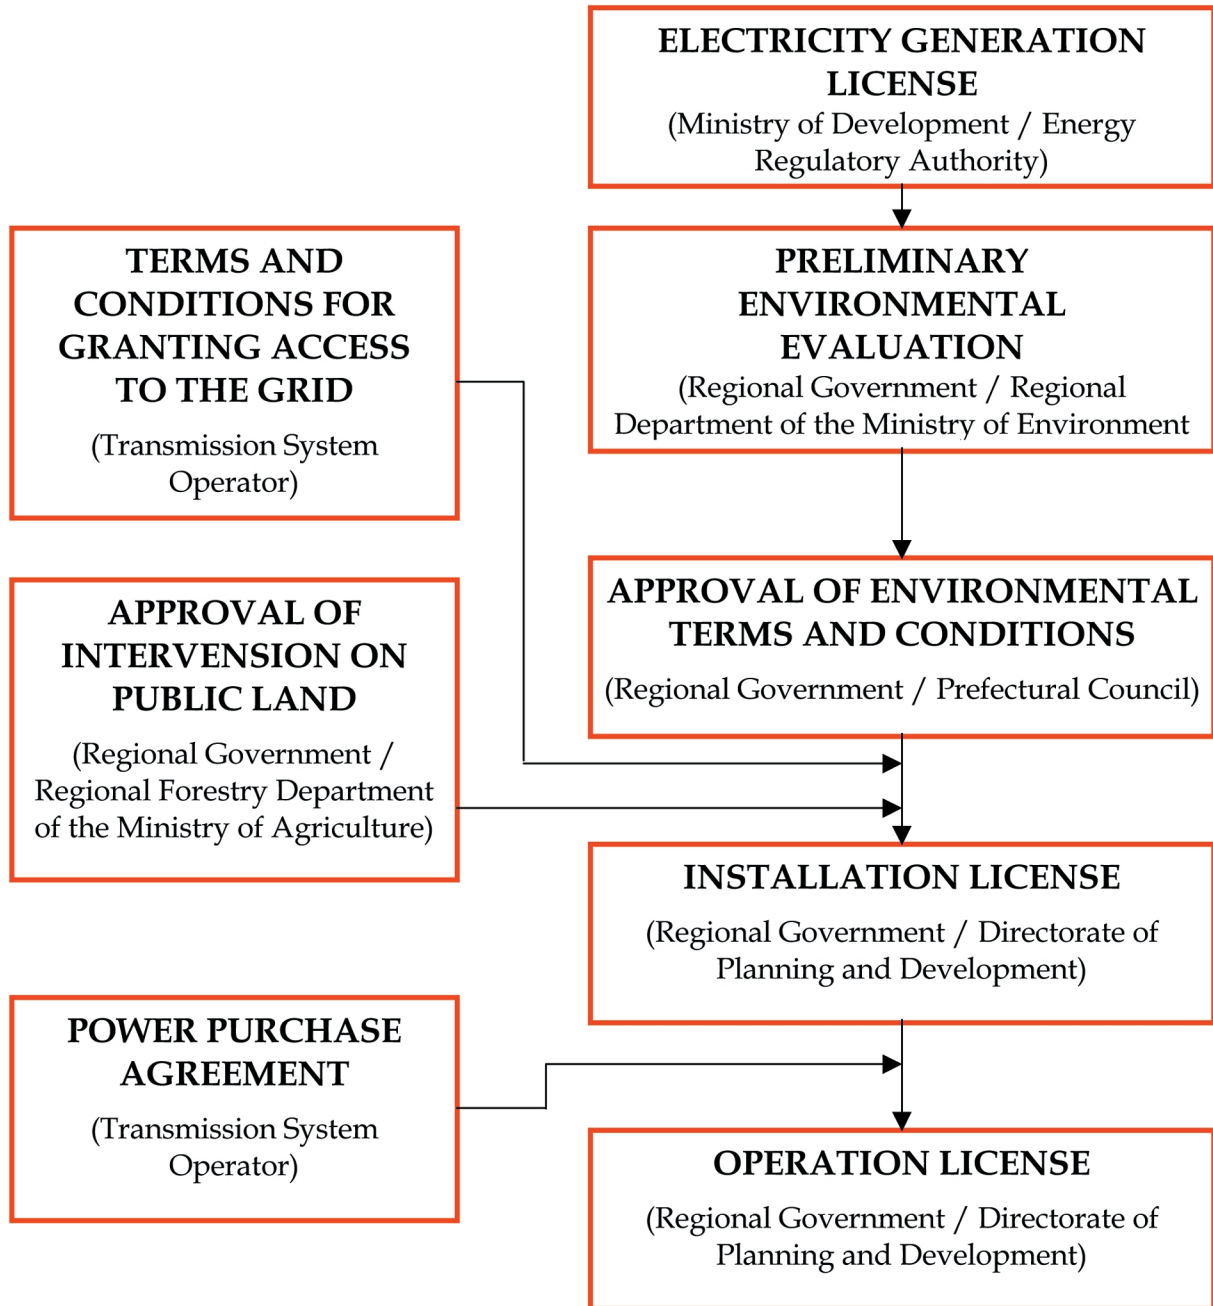 ELECTRICITY GENERATION
LICENSE
(Ministry of Development / Energy
Regulatory Authority)
TERMS AND
CONDITIONS FOR
GRANTING ACCESS
TO THE GRID
(Transmission System
Operator)
PRELIMINARY
ENVIRONMENTAL
EVALUATION
(Regional Government / Regional
Department of the Ministry of Environment
APPROVAL OF
INTERVENSION ON
PUBLIC LAND
(Regional Government /
Regional Forestry Department
of the Ministry of Agriculture)
APPROVAL OF ENVIRONMENTAL
TERMS AND CONDITIONS
(Regional Government / Prefectural Council)
INSTALLATION LICENSE
(Regional Government / Directorate of
Planning and Development)
POWER PURCHASE
AGREEMENT
(Transmission System
Operator)
OPERATION LICENSE
(Regional Government / Directorate of
Planning and Development)